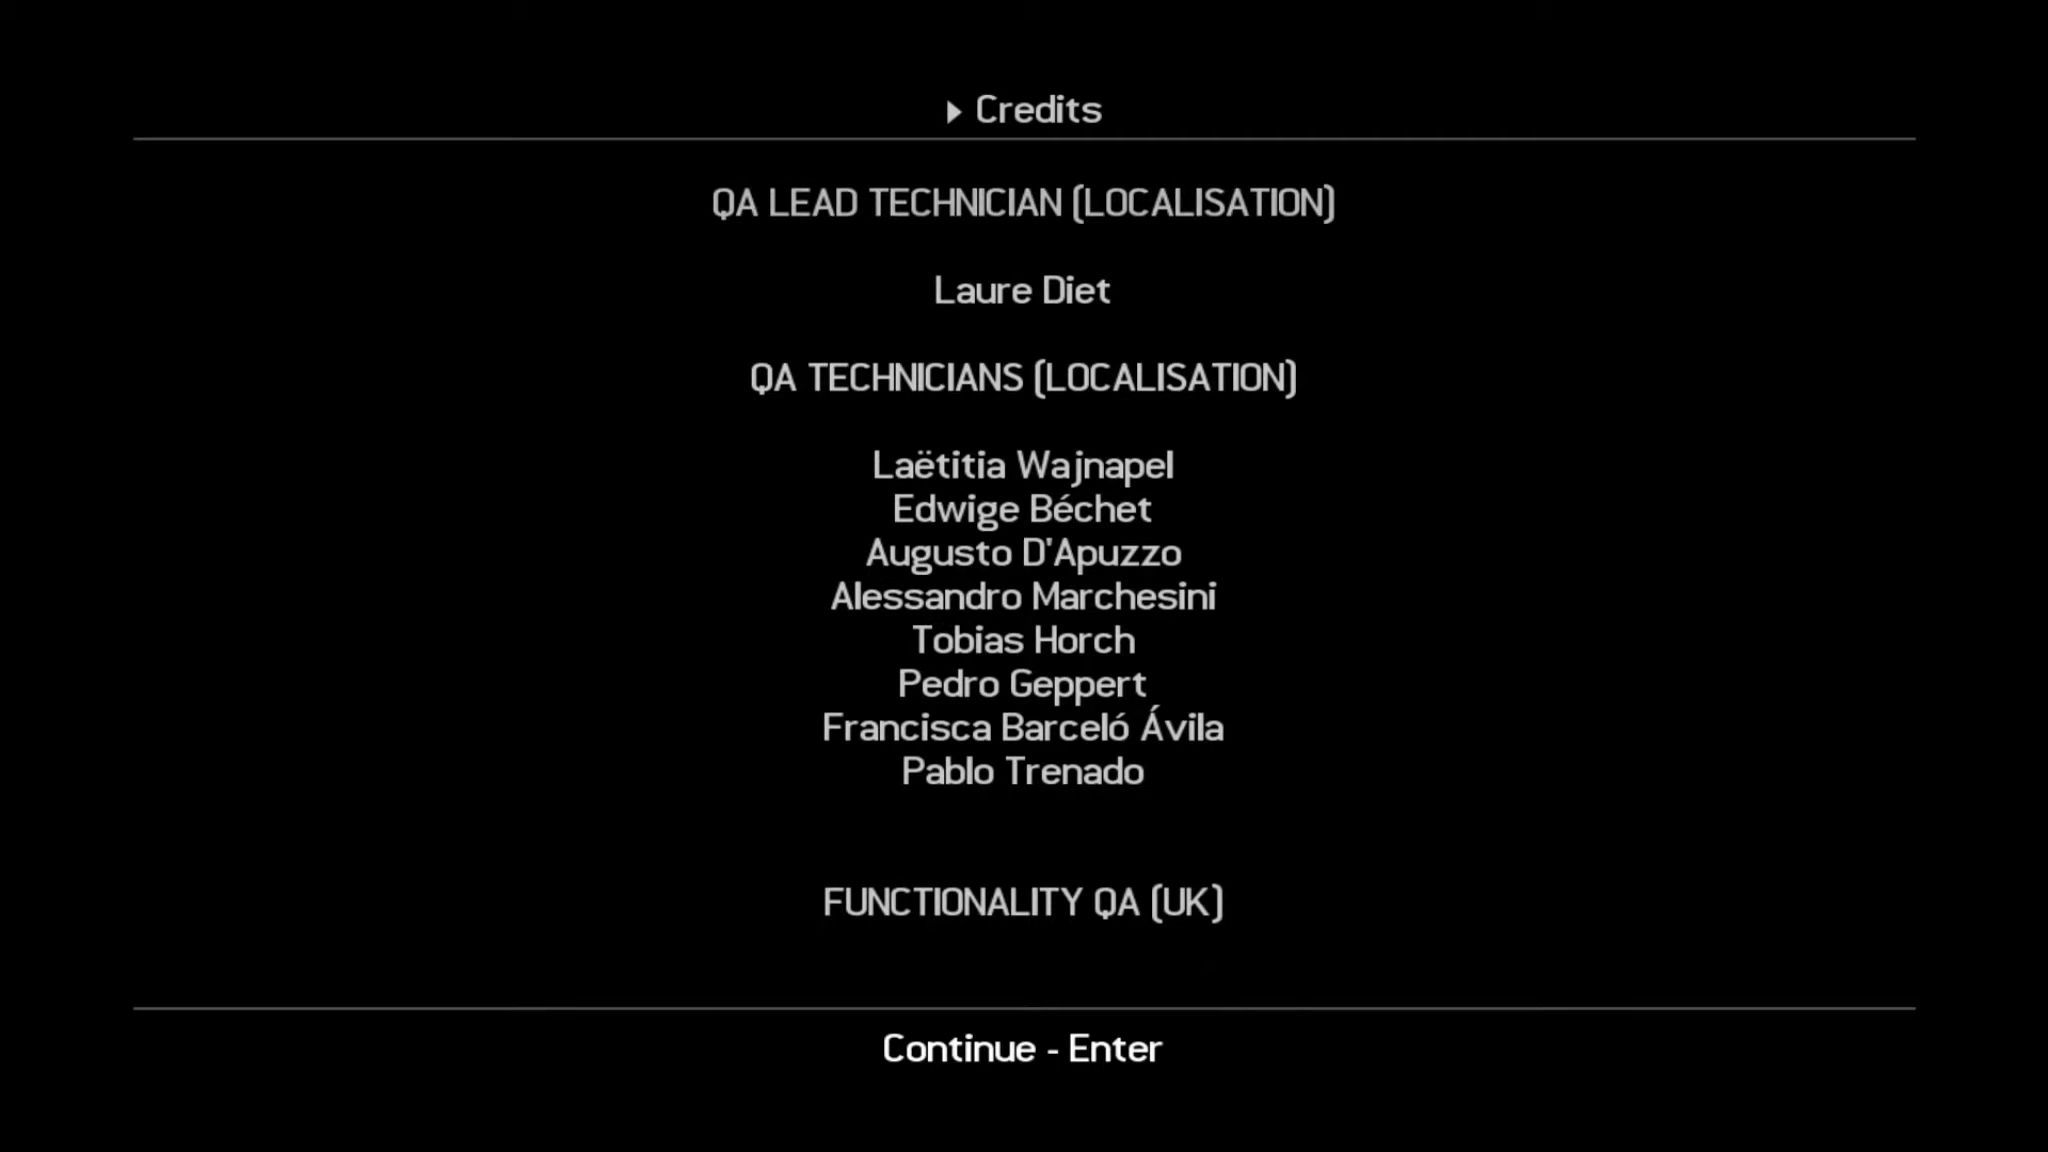 Credits
QA LEAD TECHNICIAN (LOCALISATION)
Laure Diet
QA TECHNICIANS (LOCALISATION)
Laëtitia Wajnapel
Edwige Béchet
Augusto D'Apuzzo
Alessandro Marchesini
Tobias Horch
Pedro Geppert
Francisca Barceló Ávila
Pablo Trenado
FUNCTIONALITY QA (UK)
Continue - Enter